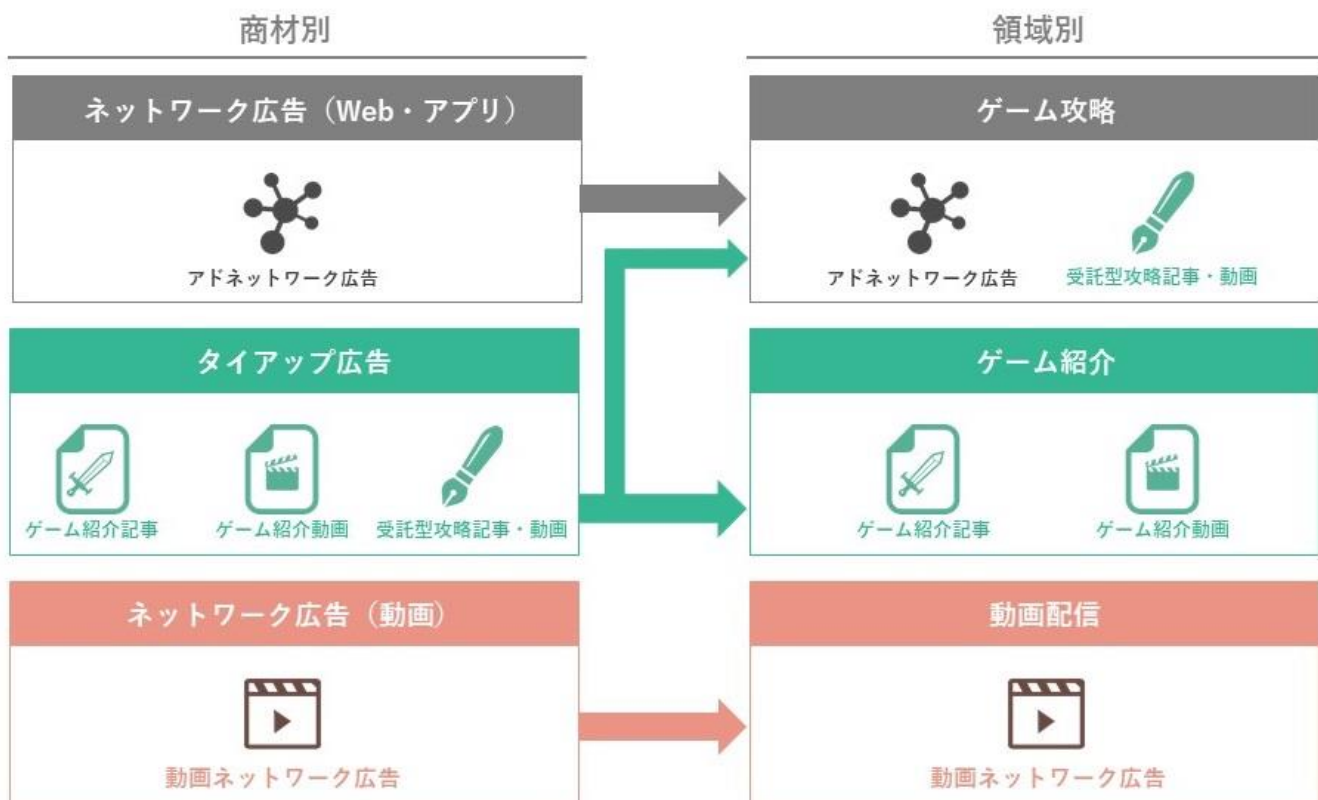 商材別
領域別
ネットワーク広告（Web・アプリ）
アドネットワーク広告
ゲーム攻略
アドネットワーク広告
受託型攻略記事・動画
タイアップ広告
ゲーム紹介記事
ゲーム紹介動画
受託型攻略記事・動画
ゲーム紹介
ゲーム紹介記事
ゲーム紹介動画
ネットワーク広告（動画）
動画ネットワーク広告
動画配信
動画ネットワーク広告